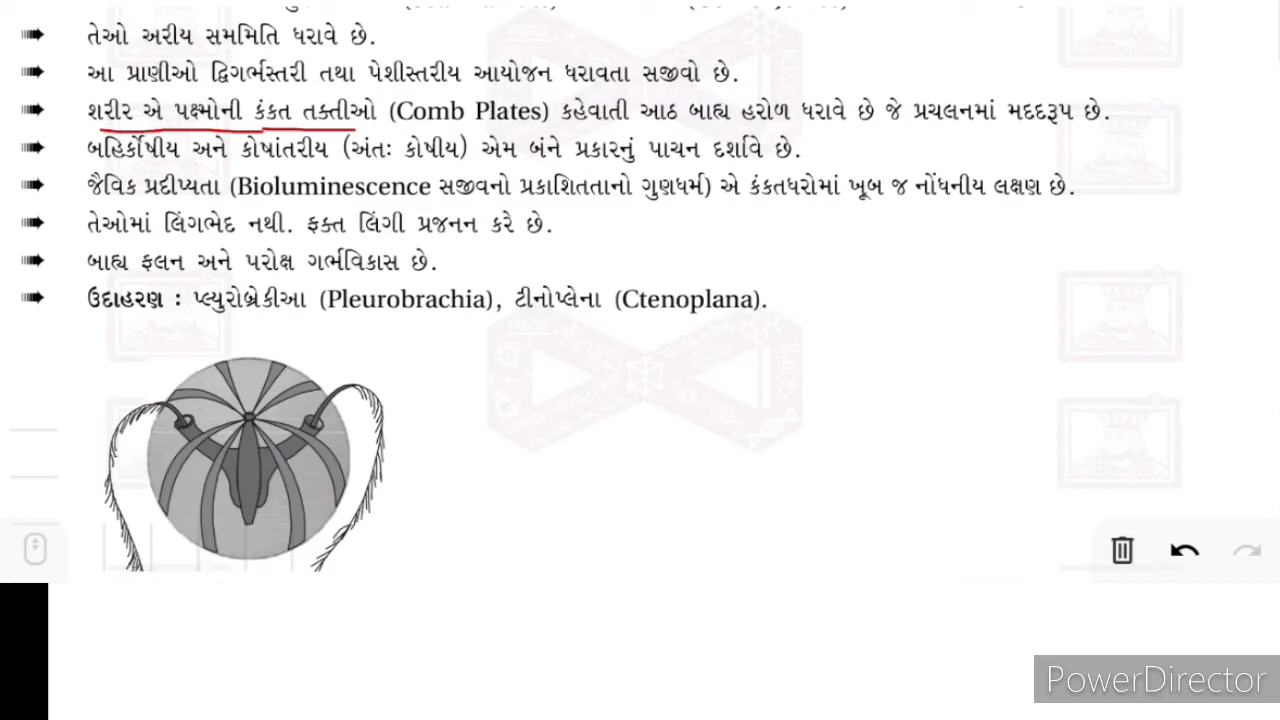 તેઓ અરીય સમમિતિ ધરાવે છે.
આ પ્રાણીઓ દ્વિગર્ભસ્તરી તથા પેશીસ્તરીય આયોજન ધરાવતા સજીવો છે.
શરીર એ પક્ષ્મોની કંકત તક્તીઓ (Comb Plates) કહેવાતી આઠ બાહ્ય હરોળ ધરાવે છે જે પ્રચલનમાં મદદરૂપ છે.
બહિર્કોષીય અને કોષાંતરીય (અંતઃ કોષીય) એમ બંને પ્રકારનું પાચન દર્શાવે છે.
જૈવિક પ્રદીપ્યતા (Bioluminescence સજીવનો પ્રકાશિતતાનો ગુણધર્મ) એ કંકતધરોમાં ખૂબ જ નોંધનીય લક્ષણ છે.
તેઓમાં લિંગભેદ નથી. ફક્ત લિંગી પ્રજનન કરે છે.
બાહ્ય ફલન અને પરોક્ષ ગર્ભવિકાસ છે.
ઉદાહરણ : પ્લ્યુરોબ્રેકીઆ (Pleurobrachia), ટીનોપ્લેના (Ctenoplana).
PowerDirector